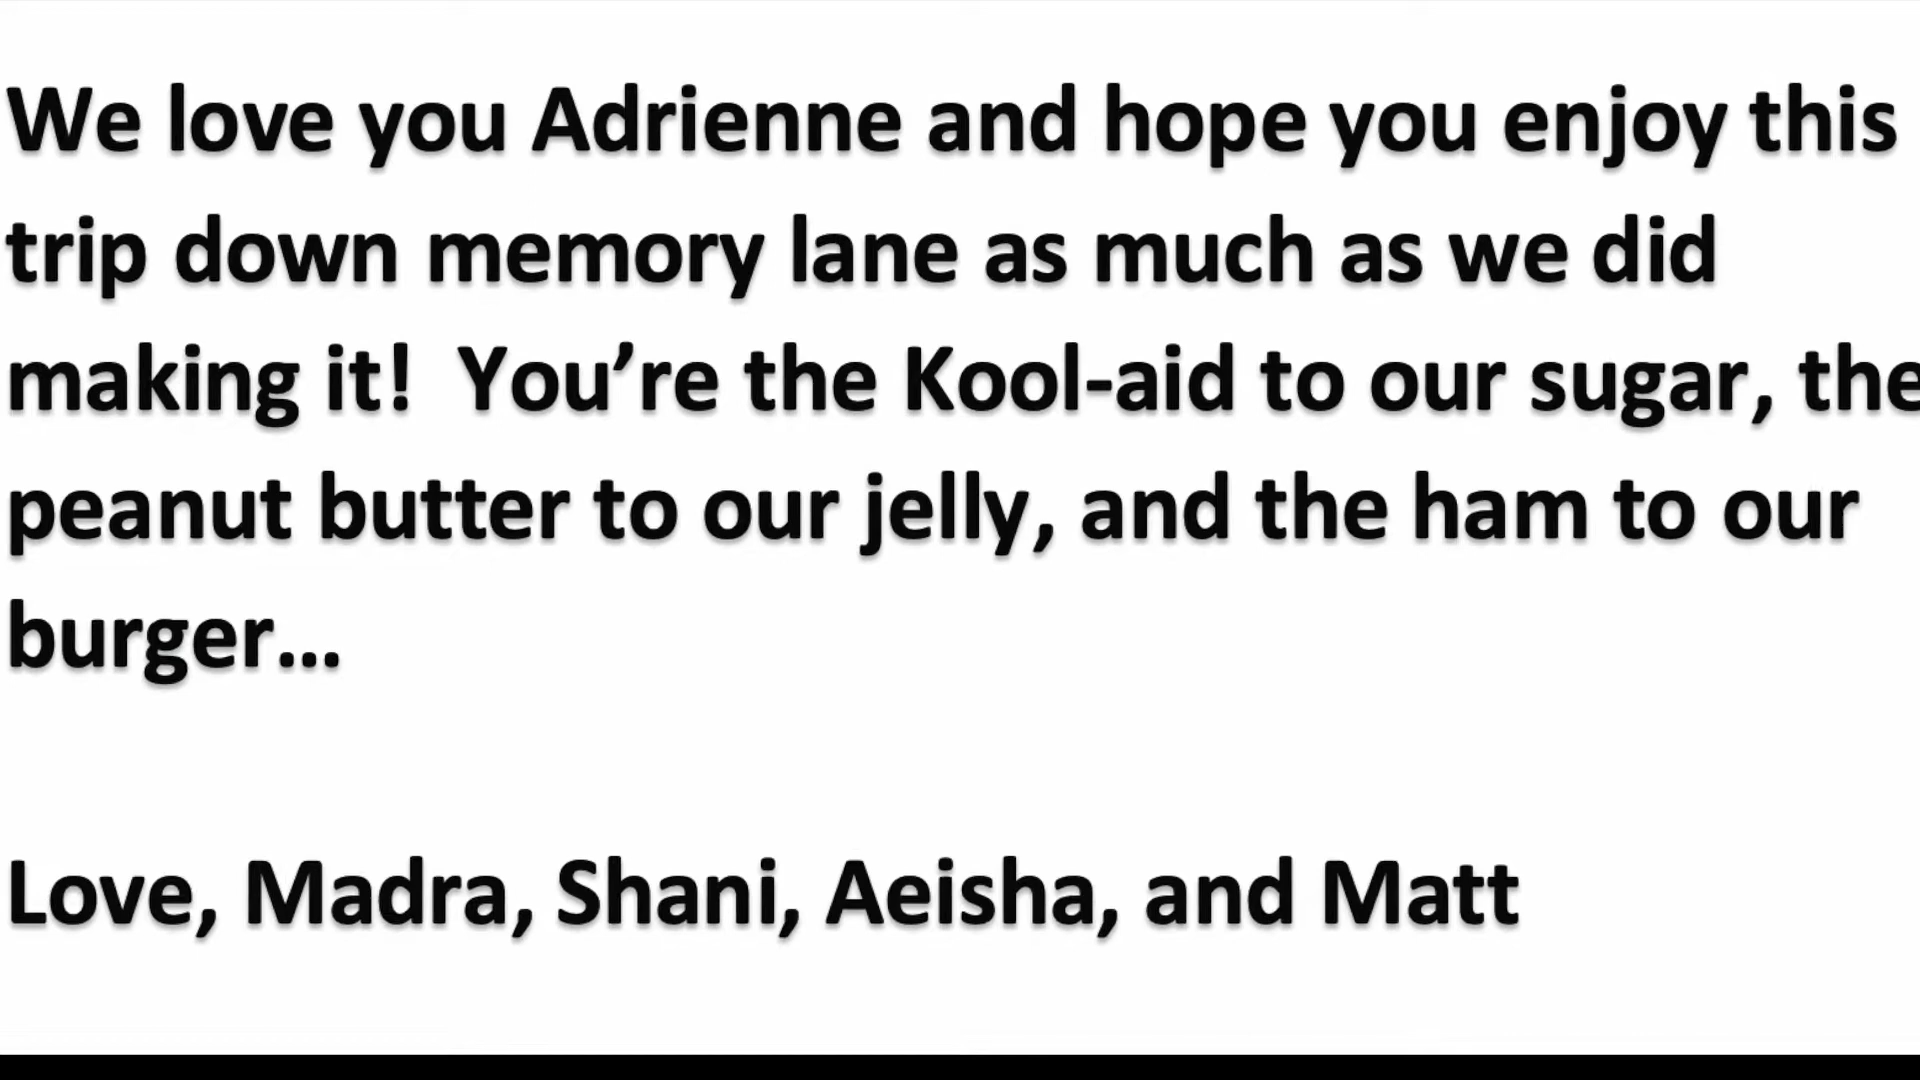 We love you Adrienne and hope you enjoy this
trip down memory lane as much as we did
making it!  You’re the Kool-aid to our sugar, the
peanut butter to our jelly, and the ham to our
burger...
Love, Madra, Shani, Aeisha, and Matt